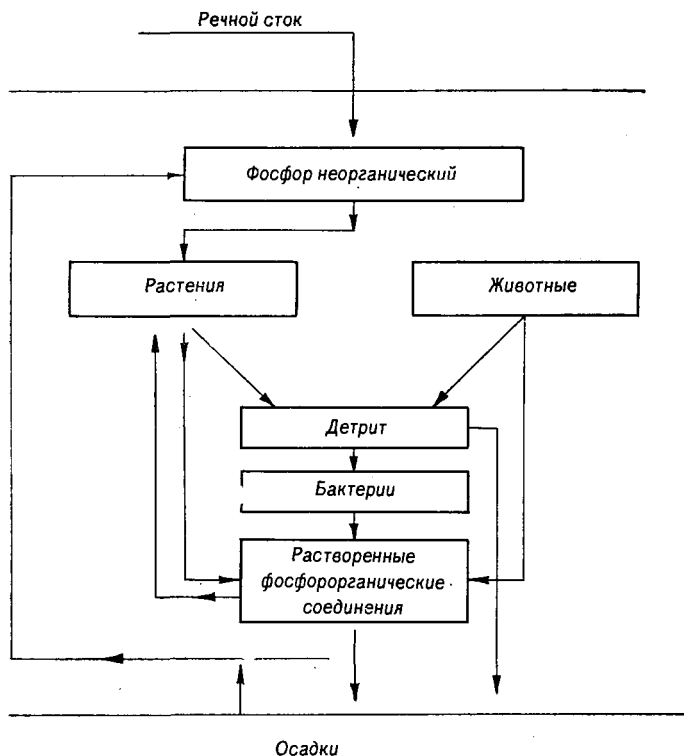 Речной сток
Фосфор неорганический
Растения
Животные
Детрит
Бактерии
Растворенные
фосфорорганические
соединения
Осадки